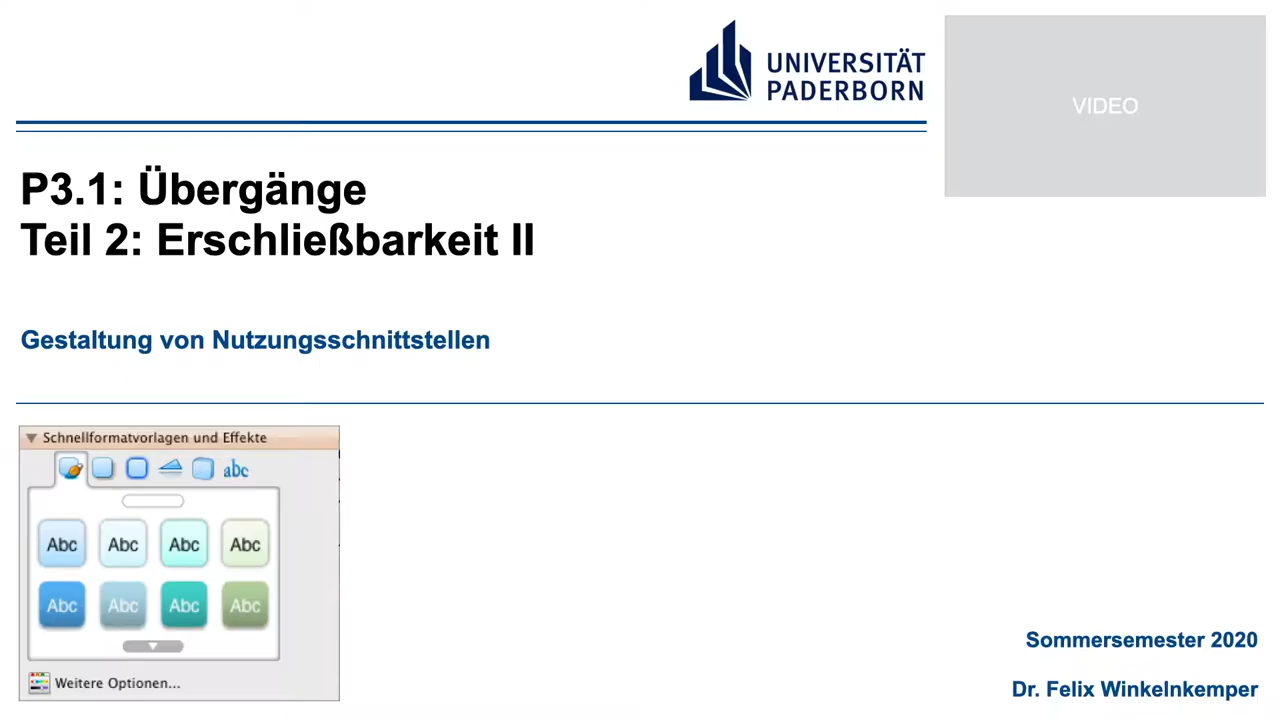 UNIVERSITÄT
PADERBORN
VIDEO
P3.1: Übergänge
Teil 2: Erschließbarkeit II
Gestaltung von Nutzungsschnittstellen
Schnellformatvorlagen und Effekte
abc
Abc Abc Abc Abc
Abc Abc Abc Abc
Weitere Optionen...
Sommersemester 2020
Dr. Felix Winkelnkemper